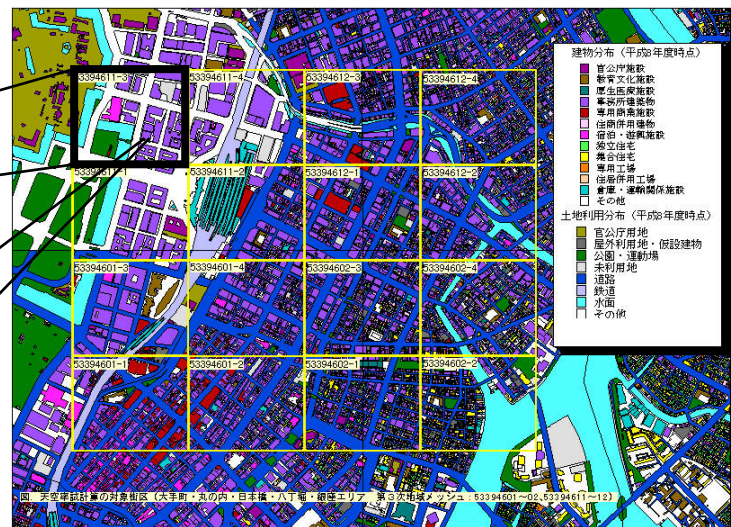 53394611-3
53394611-4
53394612-3
53394612-4
53394611-1
53394611-2
53394612-1
53394612-2
53394601-3
53394601-4
53394602-3
53394602-4
53394601-1
53394601-2
53394602-1
53394602-2
建物分布（平成8年度時点）
官公庁施設
教育文化施設
厚生医療施設
事務所建築物
専用商業施設
住商併用建物
宿泊・遊興施設
独立住宅
集合住宅
専用工場
住居併用工場
倉庫・運輸関係施設
その他
土地利用分布（平成8年度時点）
官公庁用地
屋外利用地・仮設建物
公園・運動場
未利用地
道路
鉄道
水面
その他
図　天空率試計算の対象街区（大手町・丸の内・日本橋・八丁堀・銀座エリア　第3次地域メッシュ：53394601～02、53394611～12）